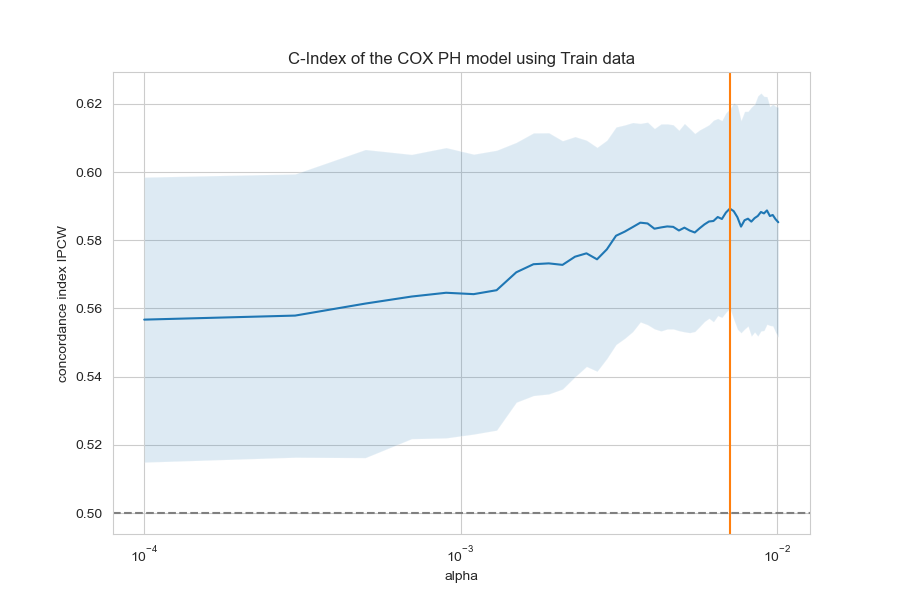 C-Index of the COX PH model using Train data
concordance index IPCW
0.62
0.60
0.58
0.56
0.54
0.52
0.50
10⁻⁴ 10⁻³ 10⁻²
alpha